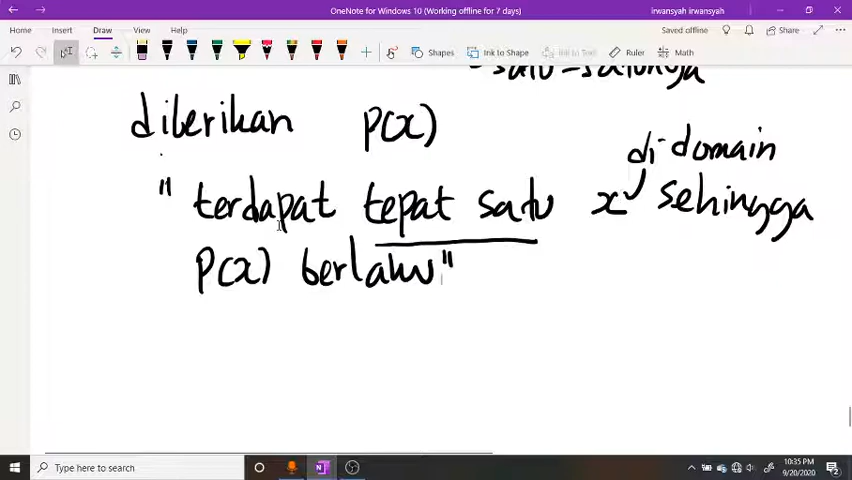 OneNote for Windows 10 (Working offline for 7 days)
irwansyah irwansyah
Home Insert Draw View Help
Saved offline
Shapes Ink to Shape Ink to Text Ruler Math
Share
- satu-satunya
diberikan P(x)
di domain
" terdapat tepat satu x sehingga
P(x) berlaku"
Type here to search
10:35 PM
9/20/2020
2